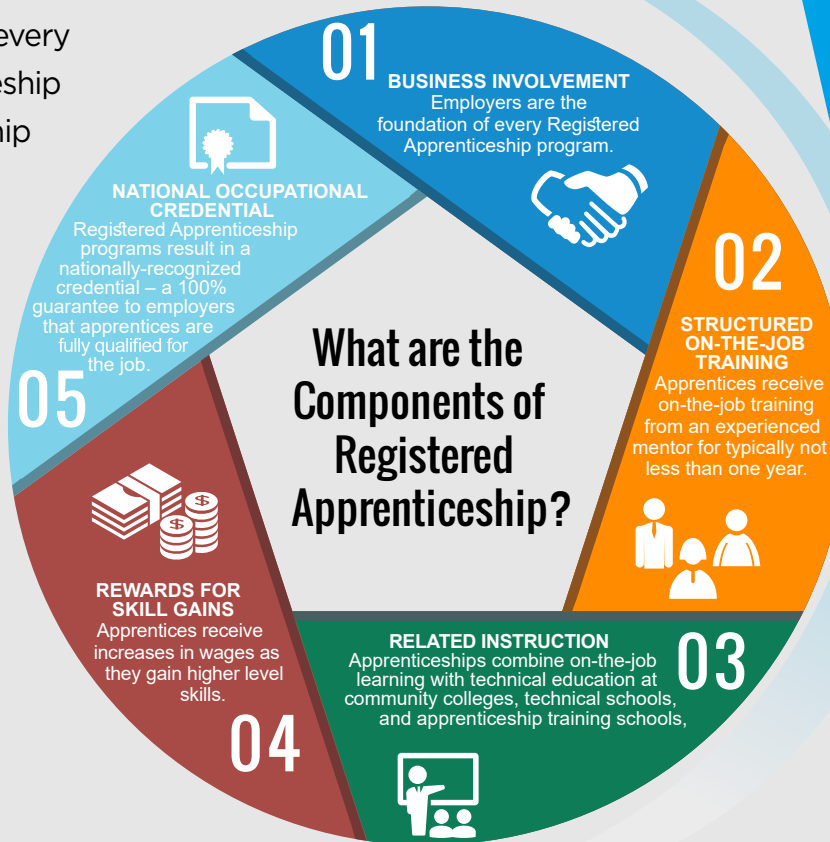 every
eship
ip
01
BUSINESS INVOLVEMENT
Employers are the
foundation of every Registered
Apprenticeship program.
02
STRUCTURED
ON-THE-JOB
TRAINING
Apprentices receive
on-the-job training
from an experienced
mentor for typically not
less than one year.
03
RELATED INSTRUCTION
Apprenticeships combine on-the-job
learning with technical education at
community colleges, technical schools,
and apprenticeship training schools,
04
REWARDS FOR
SKILL GAINS
Apprentices receive
increases in wages as
they gain higher level
skills.
$
$
05
NATIONAL OCCUPATIONAL
CREDENTIAL
Registered Apprenticeship
programs result in a
nationally-recognized
credential – a 100%
guarantee to employers
that apprentices are
fully qualified for
the job.
What are the
Components of
Registered
Apprenticeship?